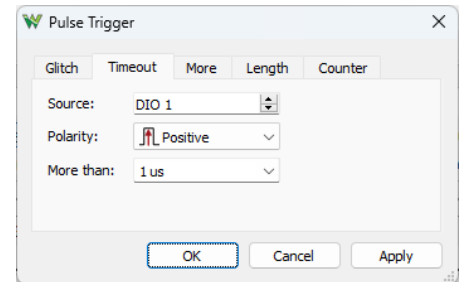 Pulse Trigger
Glitch Timeout More Length Counter
Source: DIO 1
Polarity: Positive
More than: 1 us
OK Cancel Apply